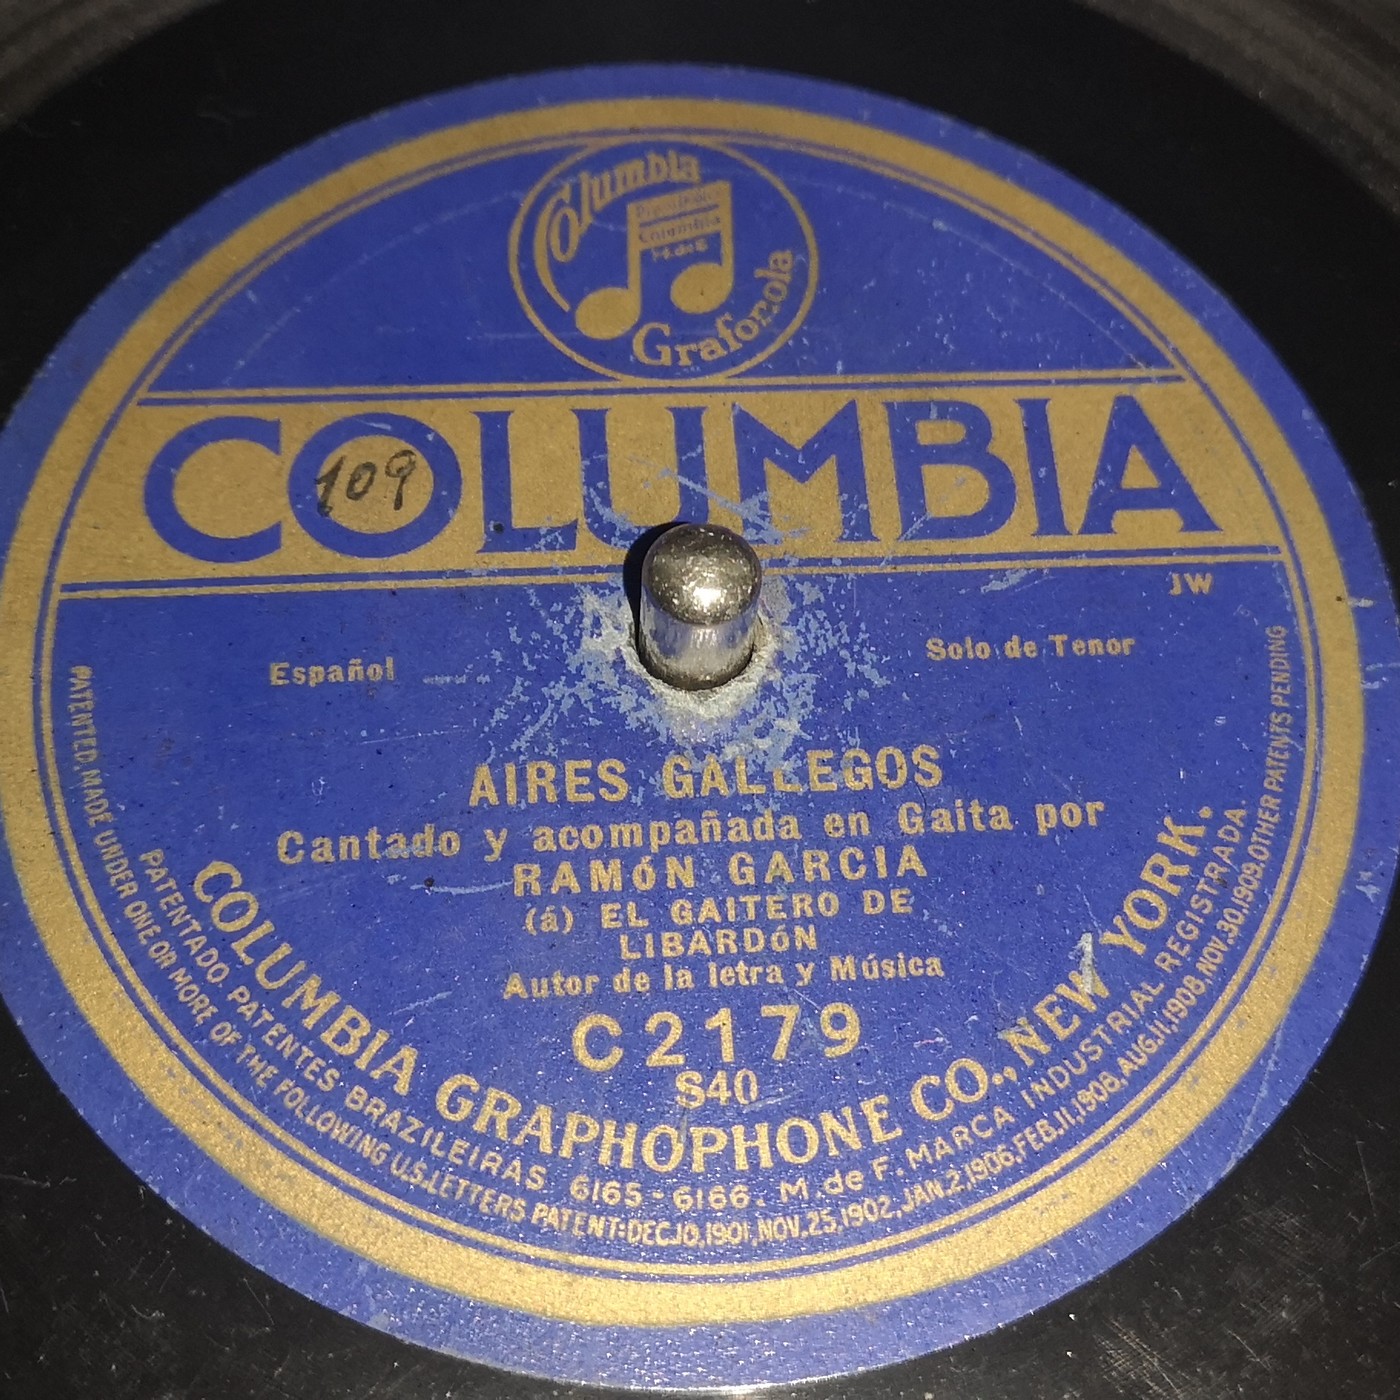 Columbia
Grafonola
COLUMBIA
109
JW
Español
Solo de Tenor
AIRES GALLEGOS
Cantado y acompañada en Gaita por
RAMóN GARCIA
(á) EL GAITERO DE
LIBARDóN
Autor de la letra y Música
C2179
S40
COLUMBIA GRAPHOPHONE CO., NEW YORK.
PATENTADO. PATENTES BRAZILEIRAS 6165-6166. M. de F. MARCA INDUSTRIAL REGISTRADA.
PATENTED. MADE UNDER ONE OR MORE OF THE FOLLOWING U.S. LETTERS PATENT: DEC.10,1901, NOV.25,1902, JAN.2,1906, FEB.11,1908, AUG.11,1908, NOV.30,1909. OTHER PATENTS PENDING